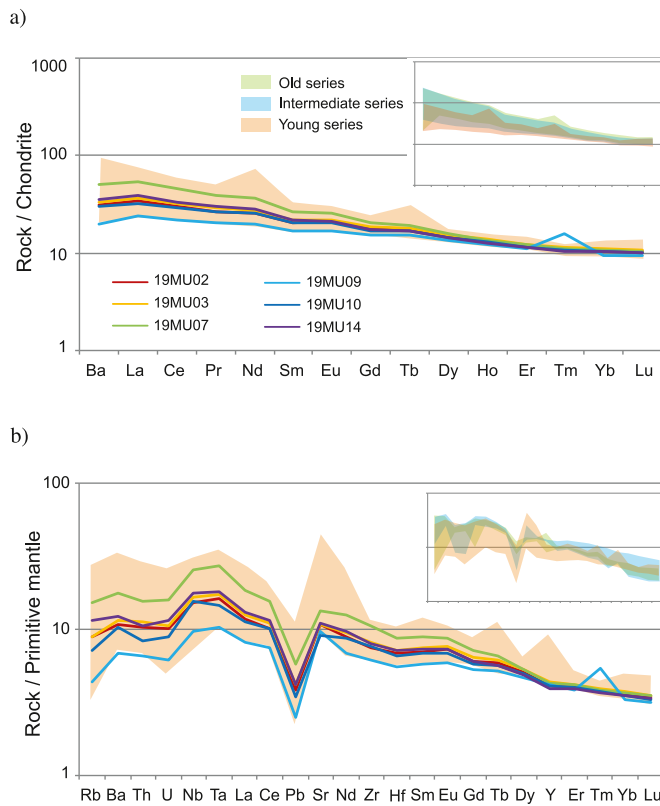 a)
1000
100
10
1
Rock / Chondrite
Old series
Intermediate series
Young series
19MU02
19MU03
19MU07
19MU09
19MU10
19MU14
Ba La Ce Pr Nd Sm Eu Gd Tb Dy Ho Er Tm Yb Lu
b)
100
10
1
Rock / Primitive mantle
Rb Ba Th U Nb Ta La Ce Pb Sr Nd Zr Hf Sm Eu Gd Tb Dy Y Er Tm Yb Lu